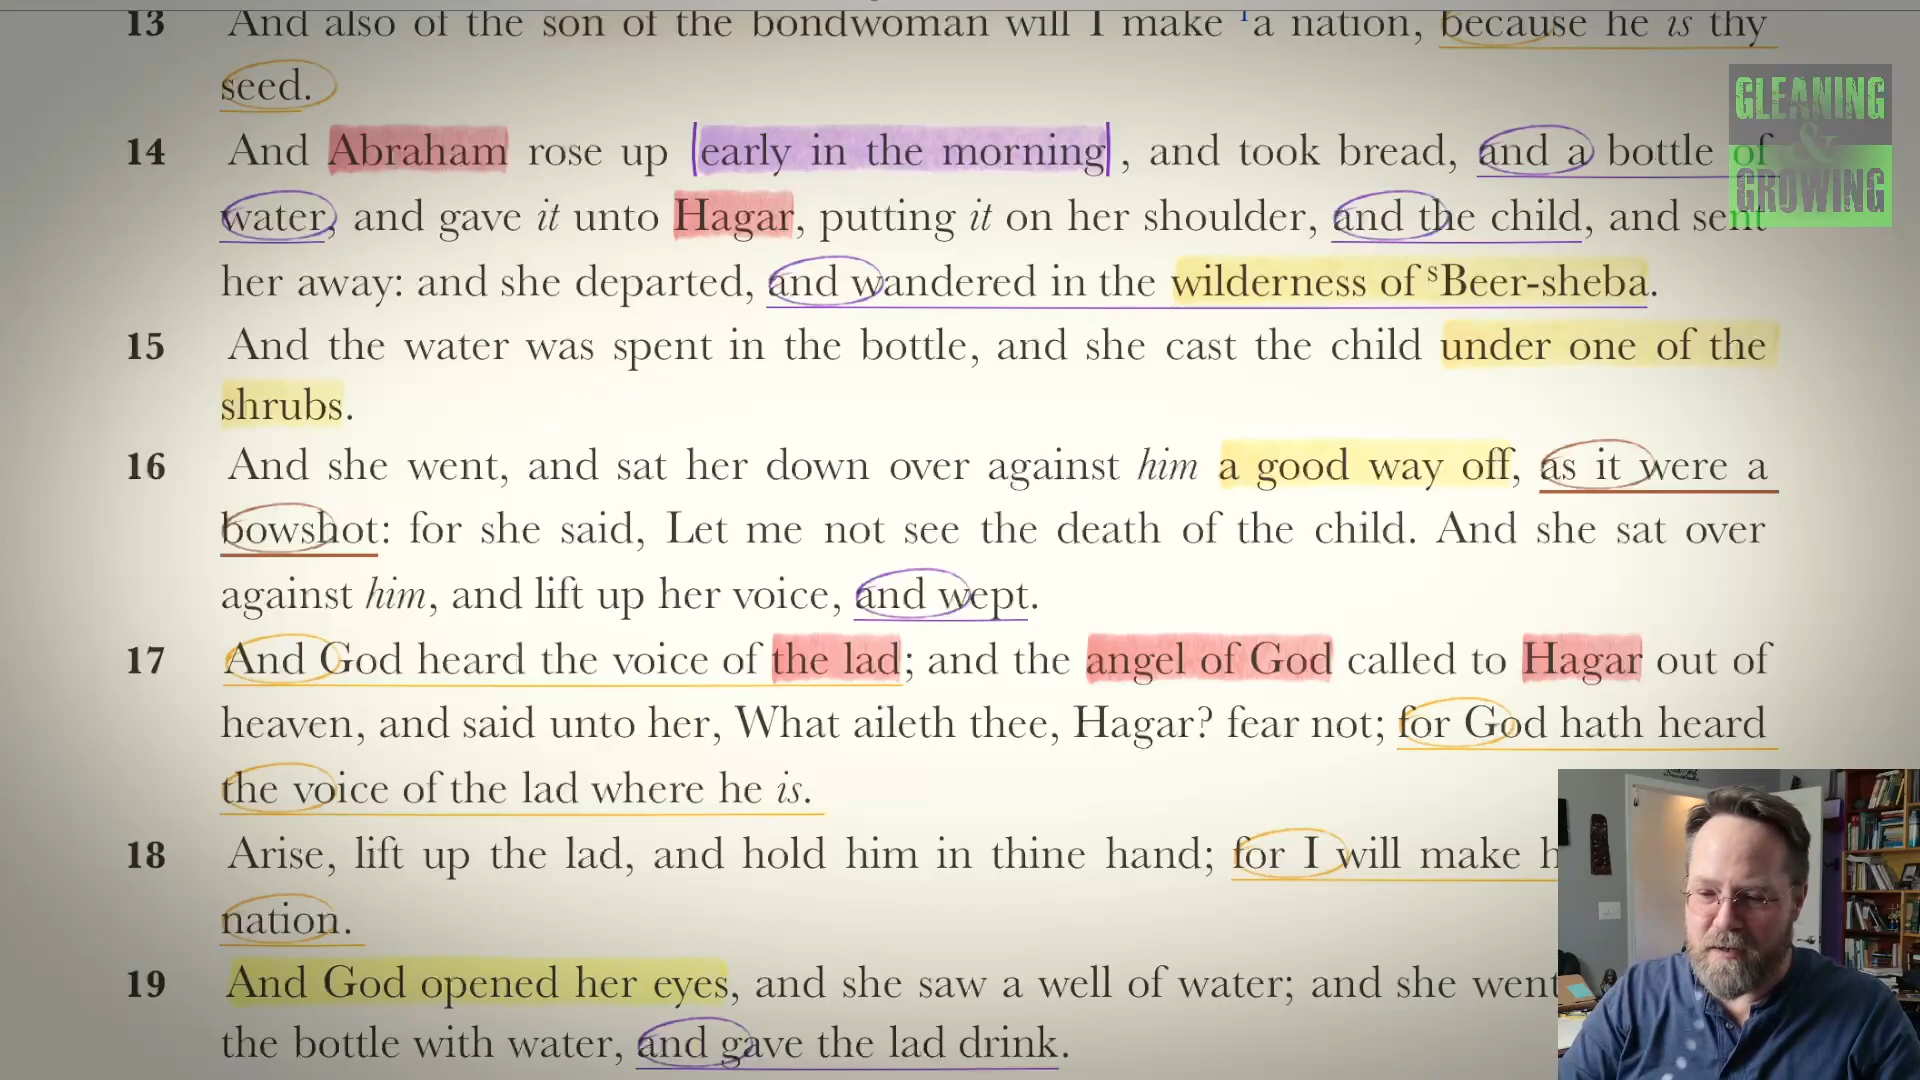 13 And also of the son of the bondwoman will I make ¹a nation, because he is thy
seed.
14 And Abraham rose up early in the morning, and took bread, and a bottle of
water, and gave it unto Hagar, putting it on her shoulder, and the child, and sent
her away: and she departed, and wandered in the wilderness of ˢBeer-sheba.
15 And the water was spent in the bottle, and she cast the child under one of the
shrubs.
16 And she went, and sat her down over against him a good way off, as it were a
bowshot: for she said, Let me not see the death of the child. And she sat over
against him, and lift up her voice, and wept.
17 And God heard the voice of the lad; and the angel of God called to Hagar out of
heaven, and said unto her, What aileth thee, Hagar? fear not; for God hath heard
the voice of the lad where he is.
18 Arise, lift up the lad, and hold him in thine hand; for I will make h
nation.
19 And God opened her eyes, and she saw a well of water; and she went
the bottle with water, and gave the lad drink.
GLEANING
&
GROWING